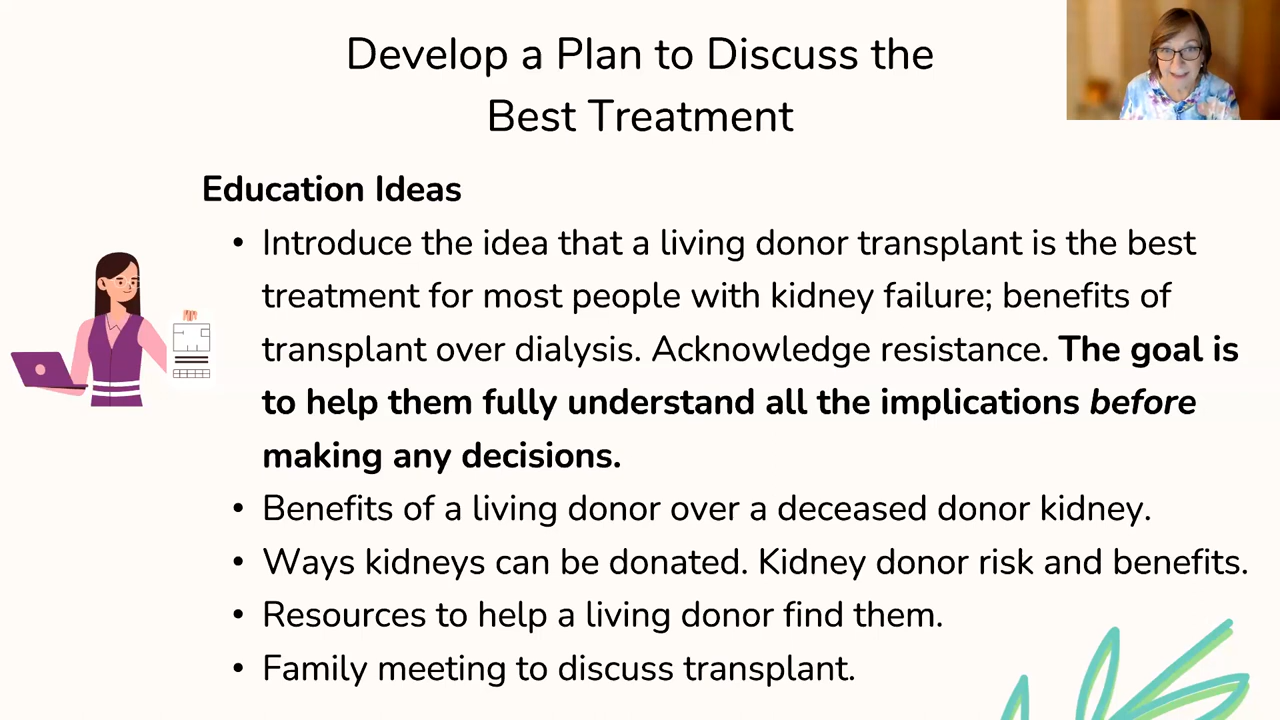 Develop a Plan to Discuss the
Best Treatment
Education Ideas
• Introduce the idea that a living donor transplant is the best
treatment for most people with kidney failure; benefits of
transplant over dialysis. Acknowledge resistance. The goal is
to help them fully understand all the implications before
making any decisions.
• Benefits of a living donor over a deceased donor kidney.
• Ways kidneys can be donated. Kidney donor risk and benefits.
• Resources to help a living donor find them.
• Family meeting to discuss transplant.